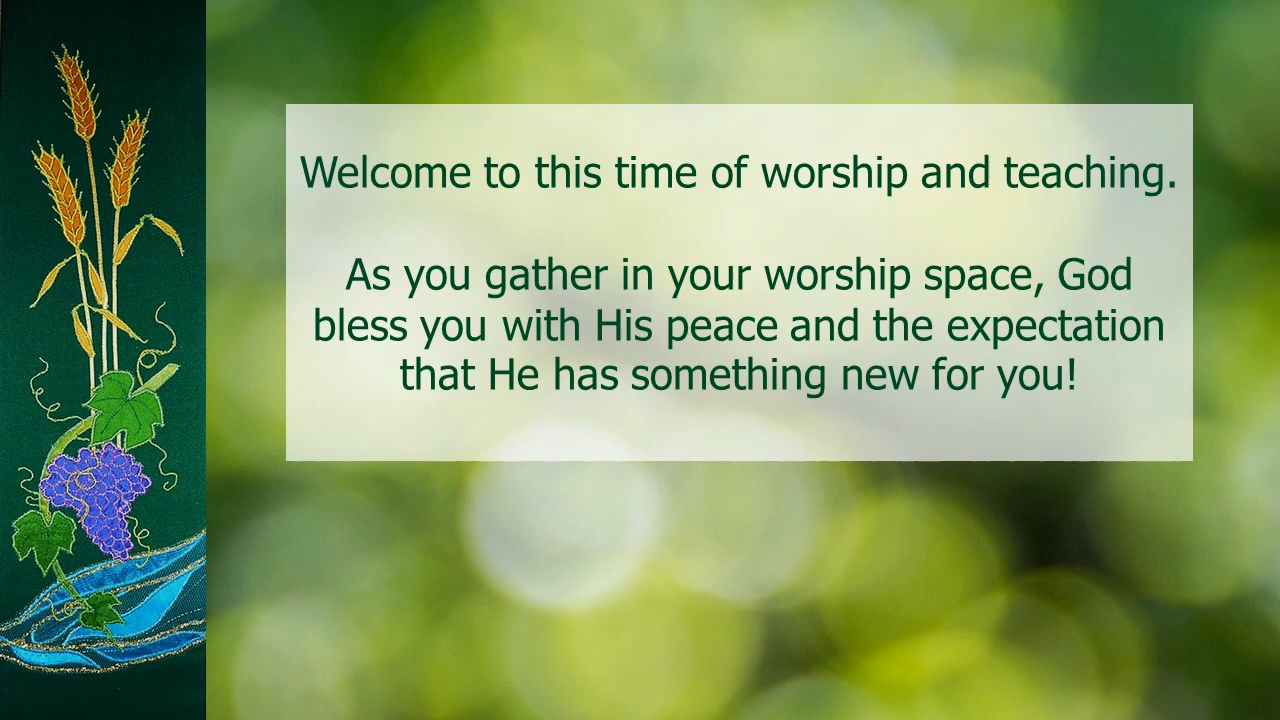 Welcome to this time of worship and teaching.
As you gather in your worship space, God
bless you with His peace and the expectation
that He has something new for you!